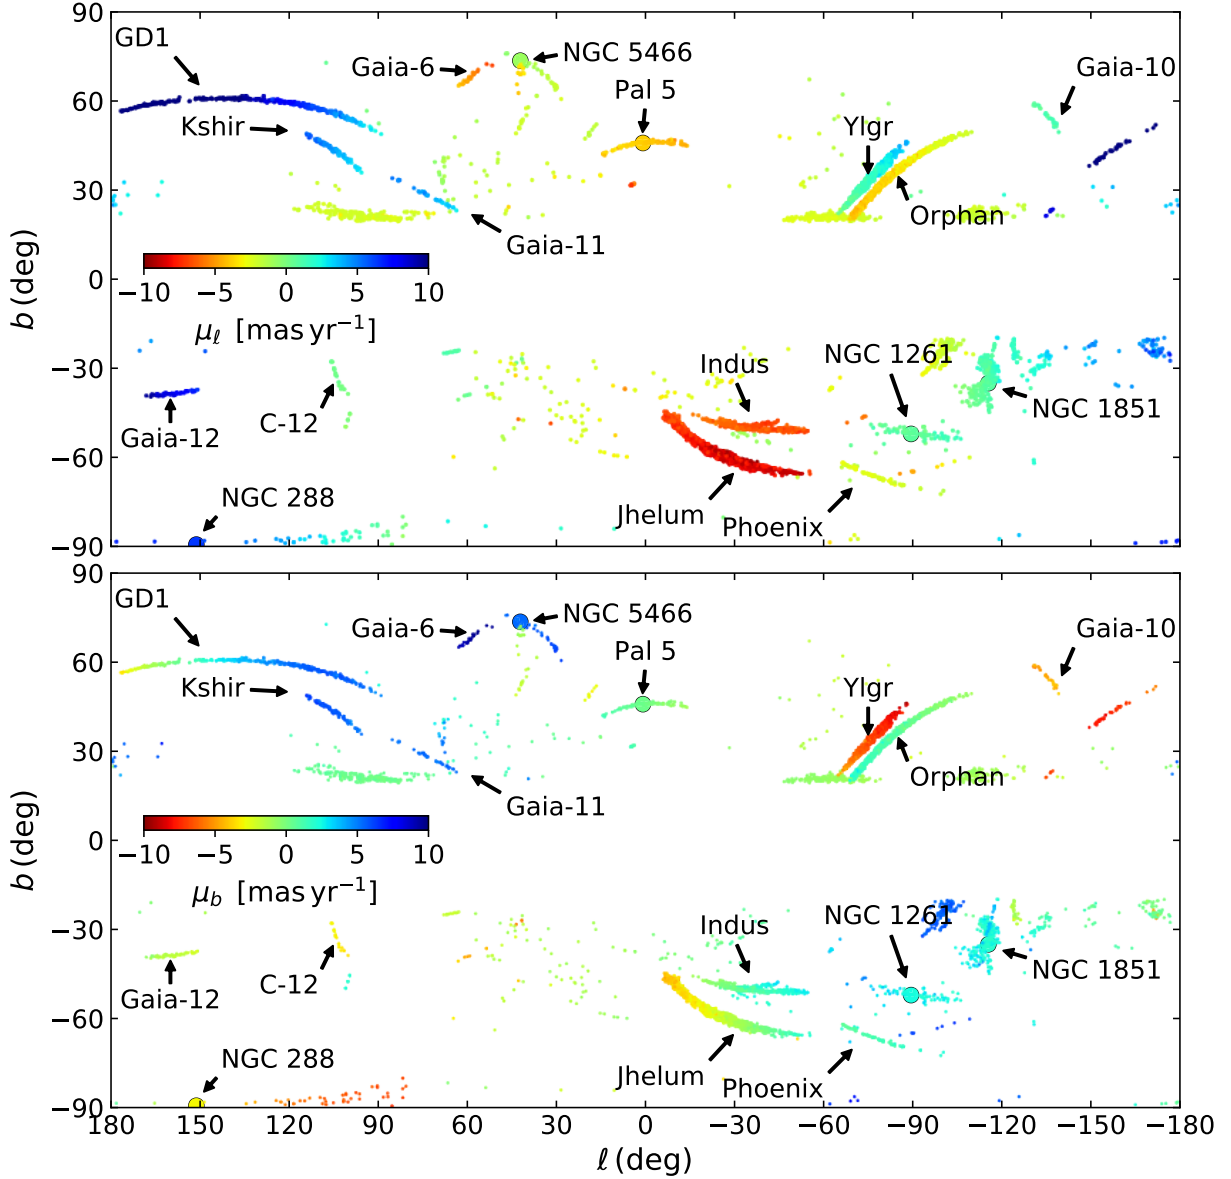 90
GD1
NGC 5466
Gaia-6
Gaia-10
Pal 5
60
Kshir
Ylgr
30
Orphan
Gaia-11
0
−10 −5 0 5 10
μℓ [mas yr⁻¹]
b (deg)
−30
Indus
NGC 1261
C-12
NGC 1851
Gaia-12
−60
NGC 288
Jhelum
Phoenix
−90
90
GD1
NGC 5466
Gaia-6
Gaia-10
Pal 5
60
Kshir
Ylgr
30
Orphan
Gaia-11
0
−10 −5 0 5 10
μb [mas yr⁻¹]
b (deg)
−30
Indus
NGC 1261
C-12
NGC 1851
Gaia-12
−60
NGC 288
Jhelum
Phoenix
−90
180 150 120 90 60 30 0 −30 −60 −90 −120 −150 −180
ℓ (deg)